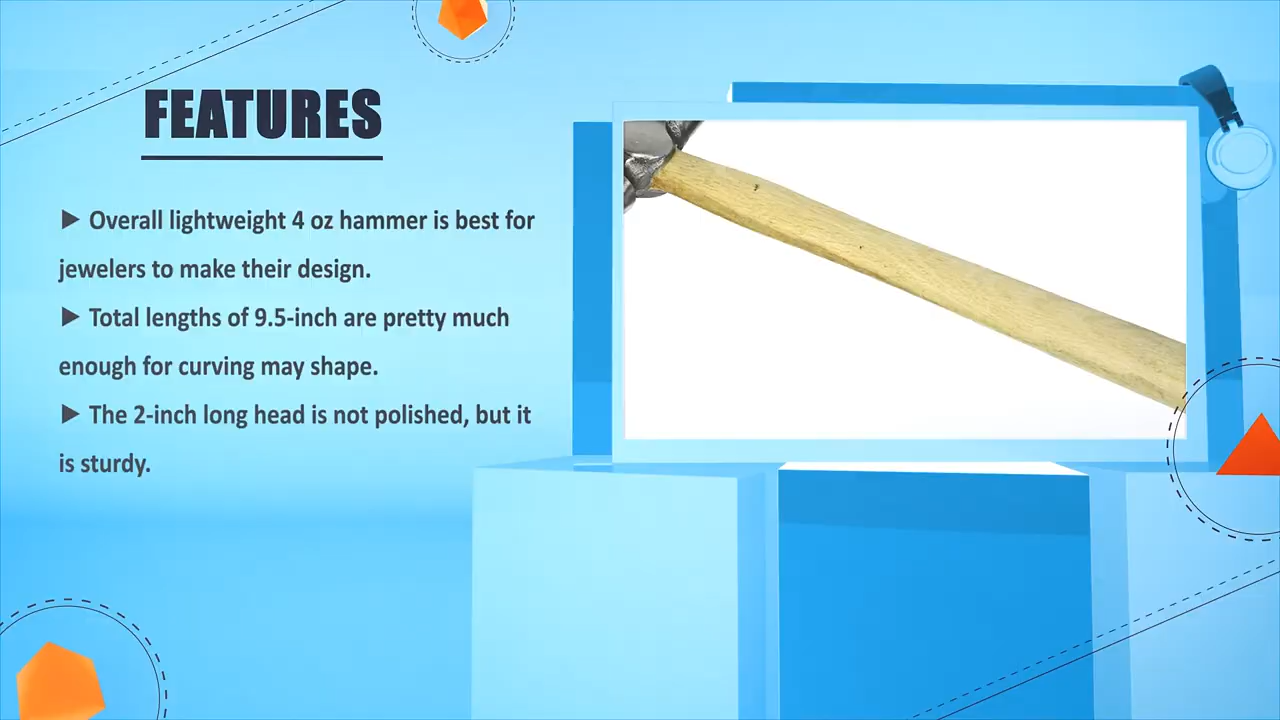 FEATURES
► Overall lightweight 4 oz hammer is best for
jewelers to make their design.
► Total lengths of 9.5-inch are pretty much
enough for curving may shape.
► The 2-inch long head is not polished, but it
is sturdy.